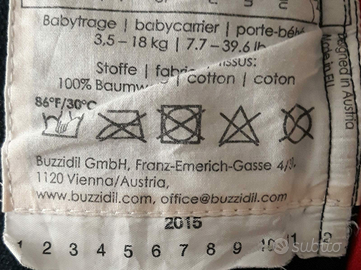 Babytrage | babycarrier | porte-bébé
3,5 – 18 kg | 7.7 – 39.6 lb
Stoffe | fabric | tissus:
100% Baumwolle | cotton | coton
86°F/30°C
Buzzidil GmbH, Franz-Emerich-Gasse 4/3.
1120 Vienna/Austria,
www.buzzidil.com, office@buzzidil.com
2015
1 2 3 4 5 6 7 8 9 10 11 12
Designed in Austria
Made in EU
subito